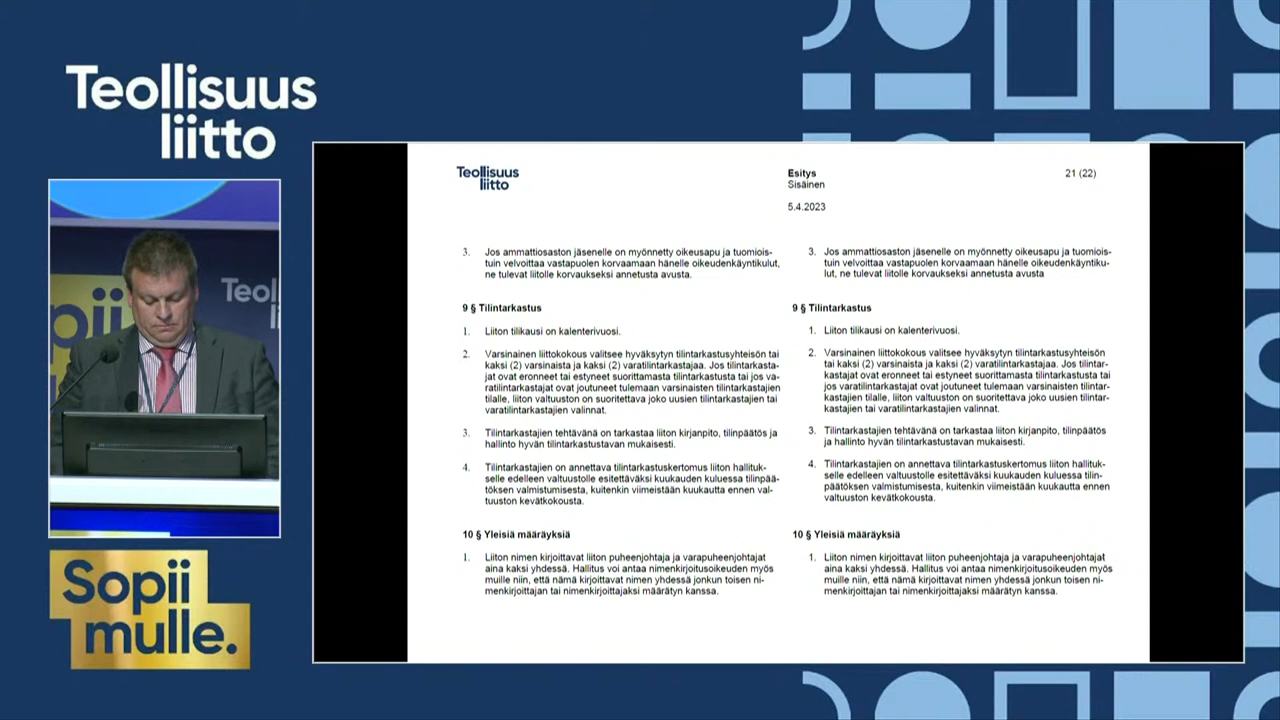 Teollisuus
liitto
Teol
liitto
Sopii
mulle.
Teollisuus
liitto
Esitys
Sisäinen
5.4.2023
21 (22)
3. Jos ammattiosaston jäsenelle on myönnetty oikeusapu ja tuomiois-
tuin velvoittaa vastapuolen korvaamaan hänelle oikeudenkäyntikulut,
ne tulevat liitolle korvaukseksi annetusta avusta.
9 § Tilintarkastus
1. Liiton tilikausi on kalenterivuosi.
2. Varsinainen liittokokous valitsee hyväksytyn tilintarkastusyhteisön tai
kaksi (2) varsinaista ja kaksi (2) varatilintarkastajaa. Jos tilintarkasta-
jat ovat eronneet tai estyneet suorittamasta tilintarkastusta tai jos va-
ratilintarkastajat ovat joutuneet tulemaan varsinaisten tilintarkastajien
tilalle, liiton valtuuston on suoritettava joko uusien tilintarkastajien tai
varatilintarkastajien valinnat.
3. Tilintarkastajien tehtävänä on tarkastaa liiton kirjanpito, tilinpäätös ja
hallinto hyvän tilintarkastustavan mukaisesti.
4. Tilintarkastajien on annettava tilintarkastuskertomus liiton hallituk-
selle edelleen valtuustolle esitettäväksi kuukauden kuluessa tilinpää-
töksen valmistumisesta, kuitenkin viimeistään kuukautta ennen val-
tuuston kevätkokousta.
10 § Yleisiä määräyksiä
1. Liiton nimen kirjoittavat liiton puheenjohtaja ja varapuheenjohtajat
aina kaksi yhdessä. Hallitus voi antaa nimenkirjoitusoikeuden myös
muille niin, että nämä kirjoittavat nimen yhdessä jonkun toisen ni-
menkirjoittajan tai nimenkirjoittajaksi määrätyn kanssa.
3. Jos ammattiosaston jäsenelle on myönnetty oikeusapu ja tuomiois-
tuin velvoittaa vastapuolen korvaamaan hänelle oikeudenkäyntiku-
lut, ne tulevat liitolle korvaukseksi annetusta avusta
9 § Tilintarkastus
1. Liiton tilikausi on kalenterivuosi.
2. Varsinainen liittokokous valitsee hyväksytyn tilintarkastusyhteisön
tai kaksi (2) varsinaista ja kaksi (2) varatilintarkastajaa. Jos tilintar-
kastajat ovat eronneet tai estyneet suorittamasta tilintarkastusta tai
jos varatilintarkastajat ovat joutuneet tulemaan varsinaisten tilintar-
kastajien tilalle, liiton valtuuston on suoritettava joko uusien tilintar-
kastajien tai varatilintarkastajien valinnat.
3. Tilintarkastajien tehtävänä on tarkastaa liiton kirjanpito, tilinpäätös
ja hallinto hyvän tilintarkastustavan mukaisesti.
4. Tilintarkastajien on annettava tilintarkastuskertomus liiton hallituk-
selle edelleen valtuustolle esitettäväksi kuukauden kuluessa tilin-
päätöksen valmistumisesta, kuitenkin viimeistään kuukautta ennen
valtuuston kevätkokousta.
10 § Yleisiä määräyksiä
1. Liiton nimen kirjoittavat liiton puheenjohtaja ja varapuheenjohtajat
aina kaksi yhdessä. Hallitus voi antaa nimenkirjoitusoikeuden myös
muille niin, että nämä kirjoittavat nimen yhdessä jonkun toisen ni-
menkirjoittajan tai nimenkirjoittajaksi määrätyn kanssa.